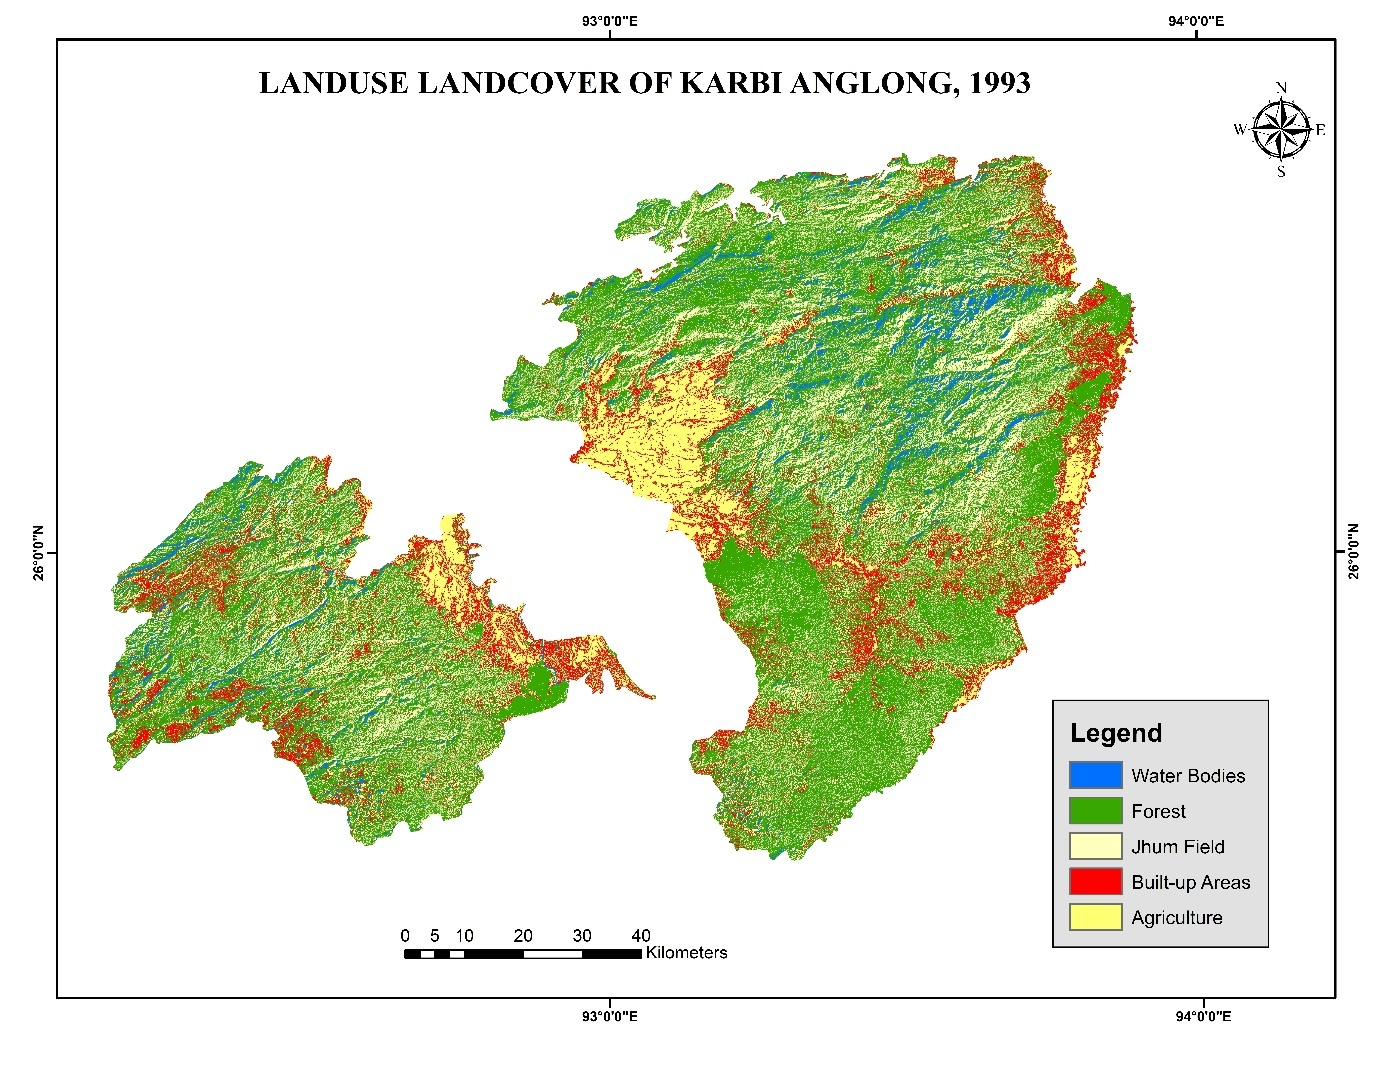 93°0'0"E
94°0'0"E
LANDUSE LANDCOVER OF KARBI ANGLONG, 1993
N
W
E
S
26°0'0"N
26°0'0"N
Legend
Water Bodies
Forest
Jhum Field
Built-up Areas
Agriculture
0 5 10 20 30 40
Kilometers
93°0'0"E
94°0'0"E